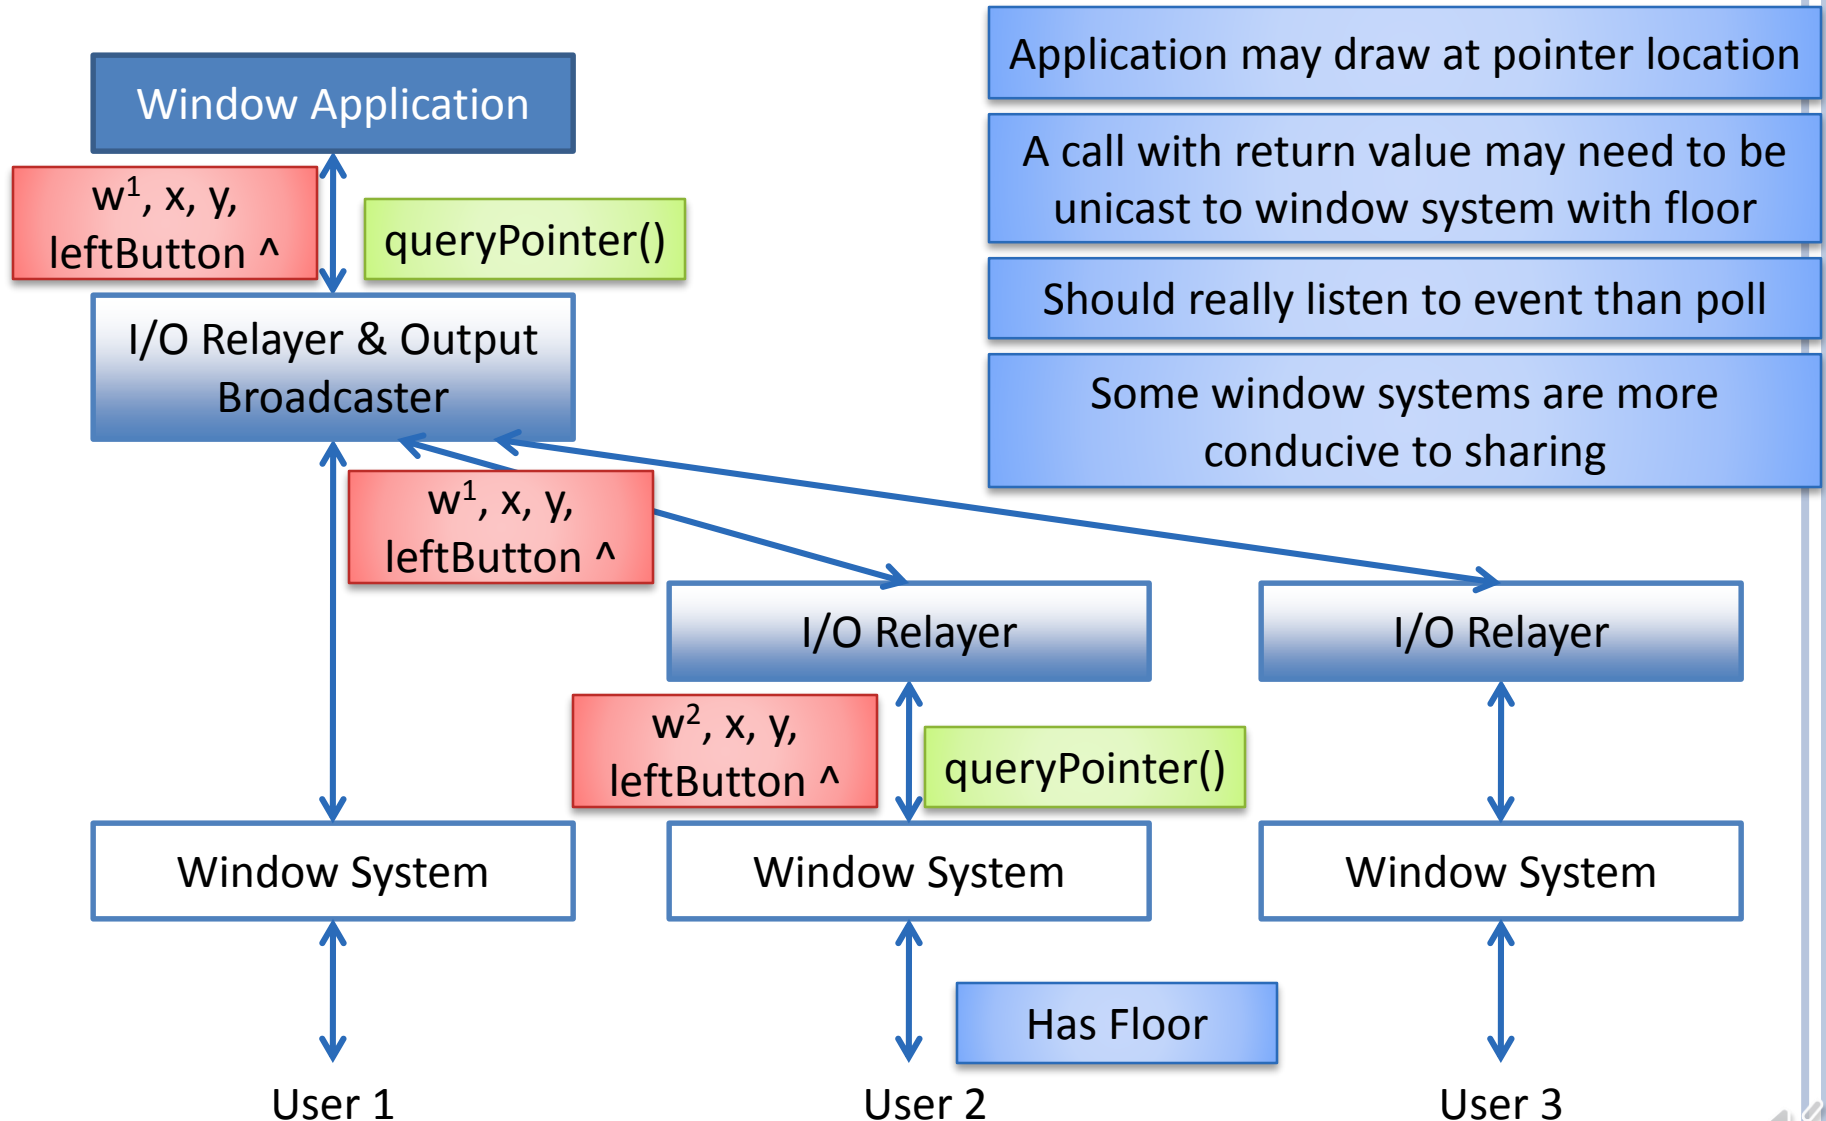 Application may draw at pointer location
Window Application
A call with return value may need to be
unicast to window system with floor
w¹, x, y,
leftButton ^
queryPointer()
Should really listen to event than poll
I/O Relayer & Output
Broadcaster
Some window systems are more
conducive to sharing
w¹, x, y,
leftButton ^
I/O Relayer
I/O Relayer
w², x, y,
leftButton ^
queryPointer()
Window System
Window System
Window System
Has Floor
User 1
User 2
User 3